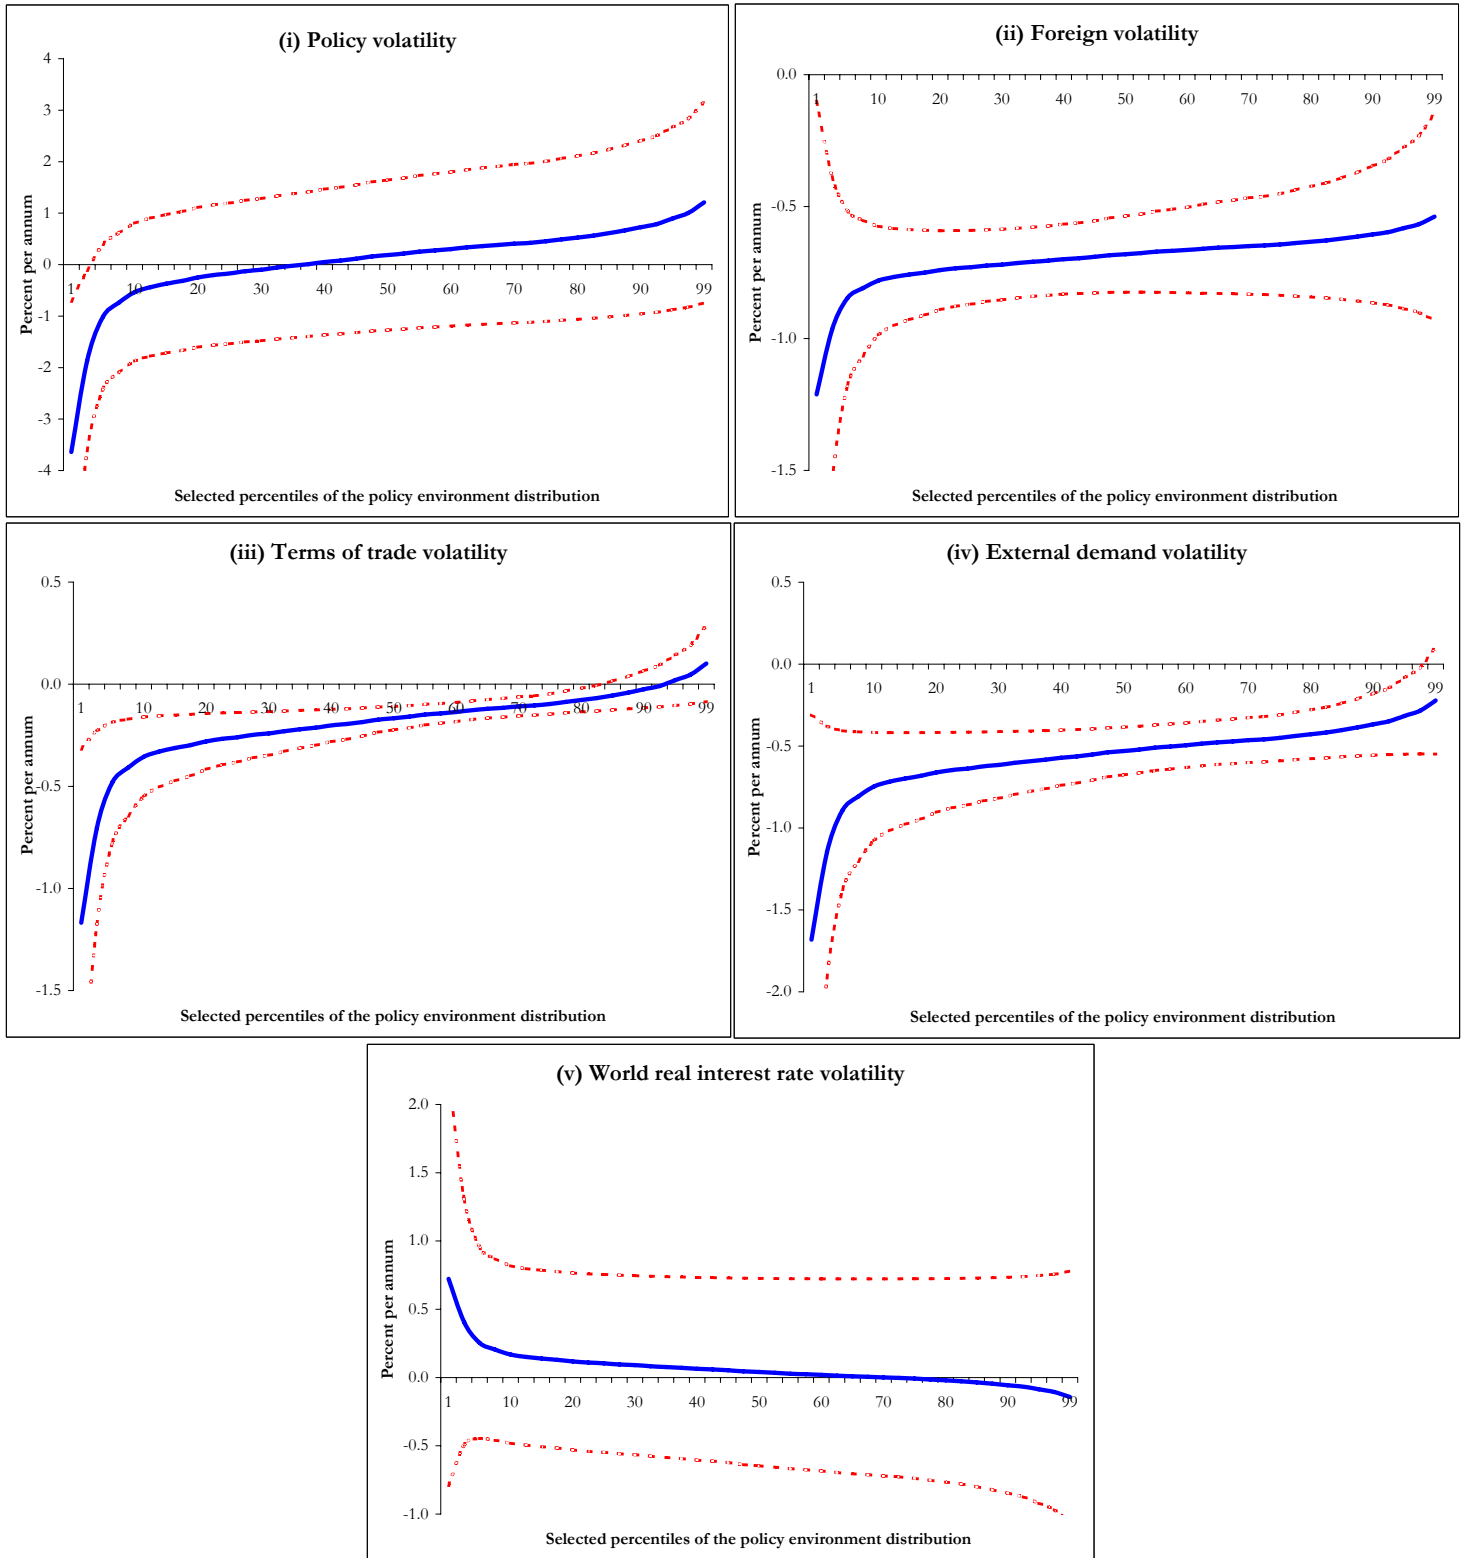 (i) Policy volatility
4
3
2
1
0
-1
-2
-3
-4
1 10 20 30 40 50 60 70 80 90 99
Percent per annum
Selected percentiles of the policy environment distribution
(ii) Foreign volatility
0.0
-0.5
-1.0
-1.5
1 10 20 30 40 50 60 70 80 90 99
Percent per annum
Selected percentiles of the policy environment distribution
(iii) Terms of trade volatility
0.5
0.0
-0.5
-1.0
-1.5
1 10 20 30 40 50 60 70 80 90 99
Percent per annum
Selected percentiles of the policy environment distribution
(iv) External demand volatility
0.5
0.0
-0.5
-1.0
-1.5
-2.0
1 10 20 30 40 50 60 70 80 90 99
Percent per annum
Selected percentiles of the policy environment distribution
(v) World real interest rate volatility
2.0
1.5
1.0
0.5
0.0
-0.5
-1.0
1 10 20 30 40 50 60 70 80 90 99
Percent per annum
Selected percentiles of the policy environment distribution